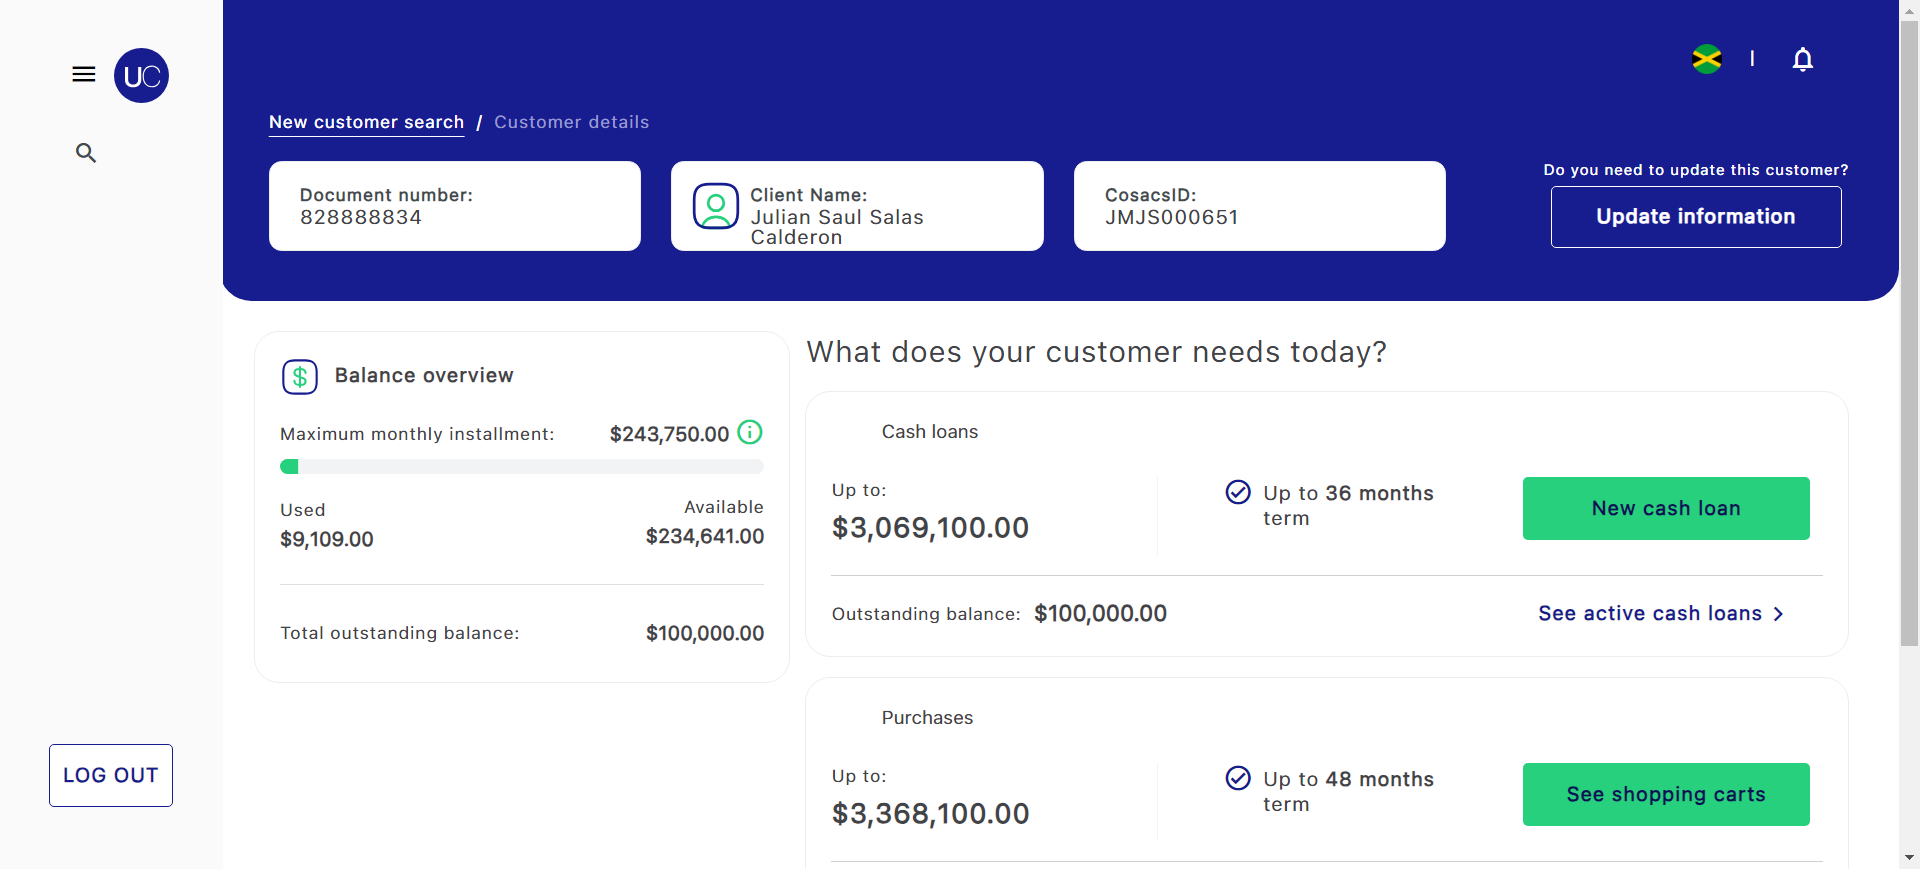 UC
New customer search / Customer details
Document number:
828888834
Client Name:
Julian Saul Salas
Calderon
CosacsID:
JMJS000651
Do you need to update this customer?
Update information
Balance overview
Maximum monthly installment: $243,750.00
Used
$9,109.00
Available
$234,641.00
Total outstanding balance: $100,000.00
What does your customer needs today?
Cash loans
Up to:
$3,069,100.00
Up to 36 months
term
New cash loan
Outstanding balance: $100,000.00
See active cash loans
Purchases
Up to:
$3,368,100.00
Up to 48 months
term
See shopping carts
LOG OUT